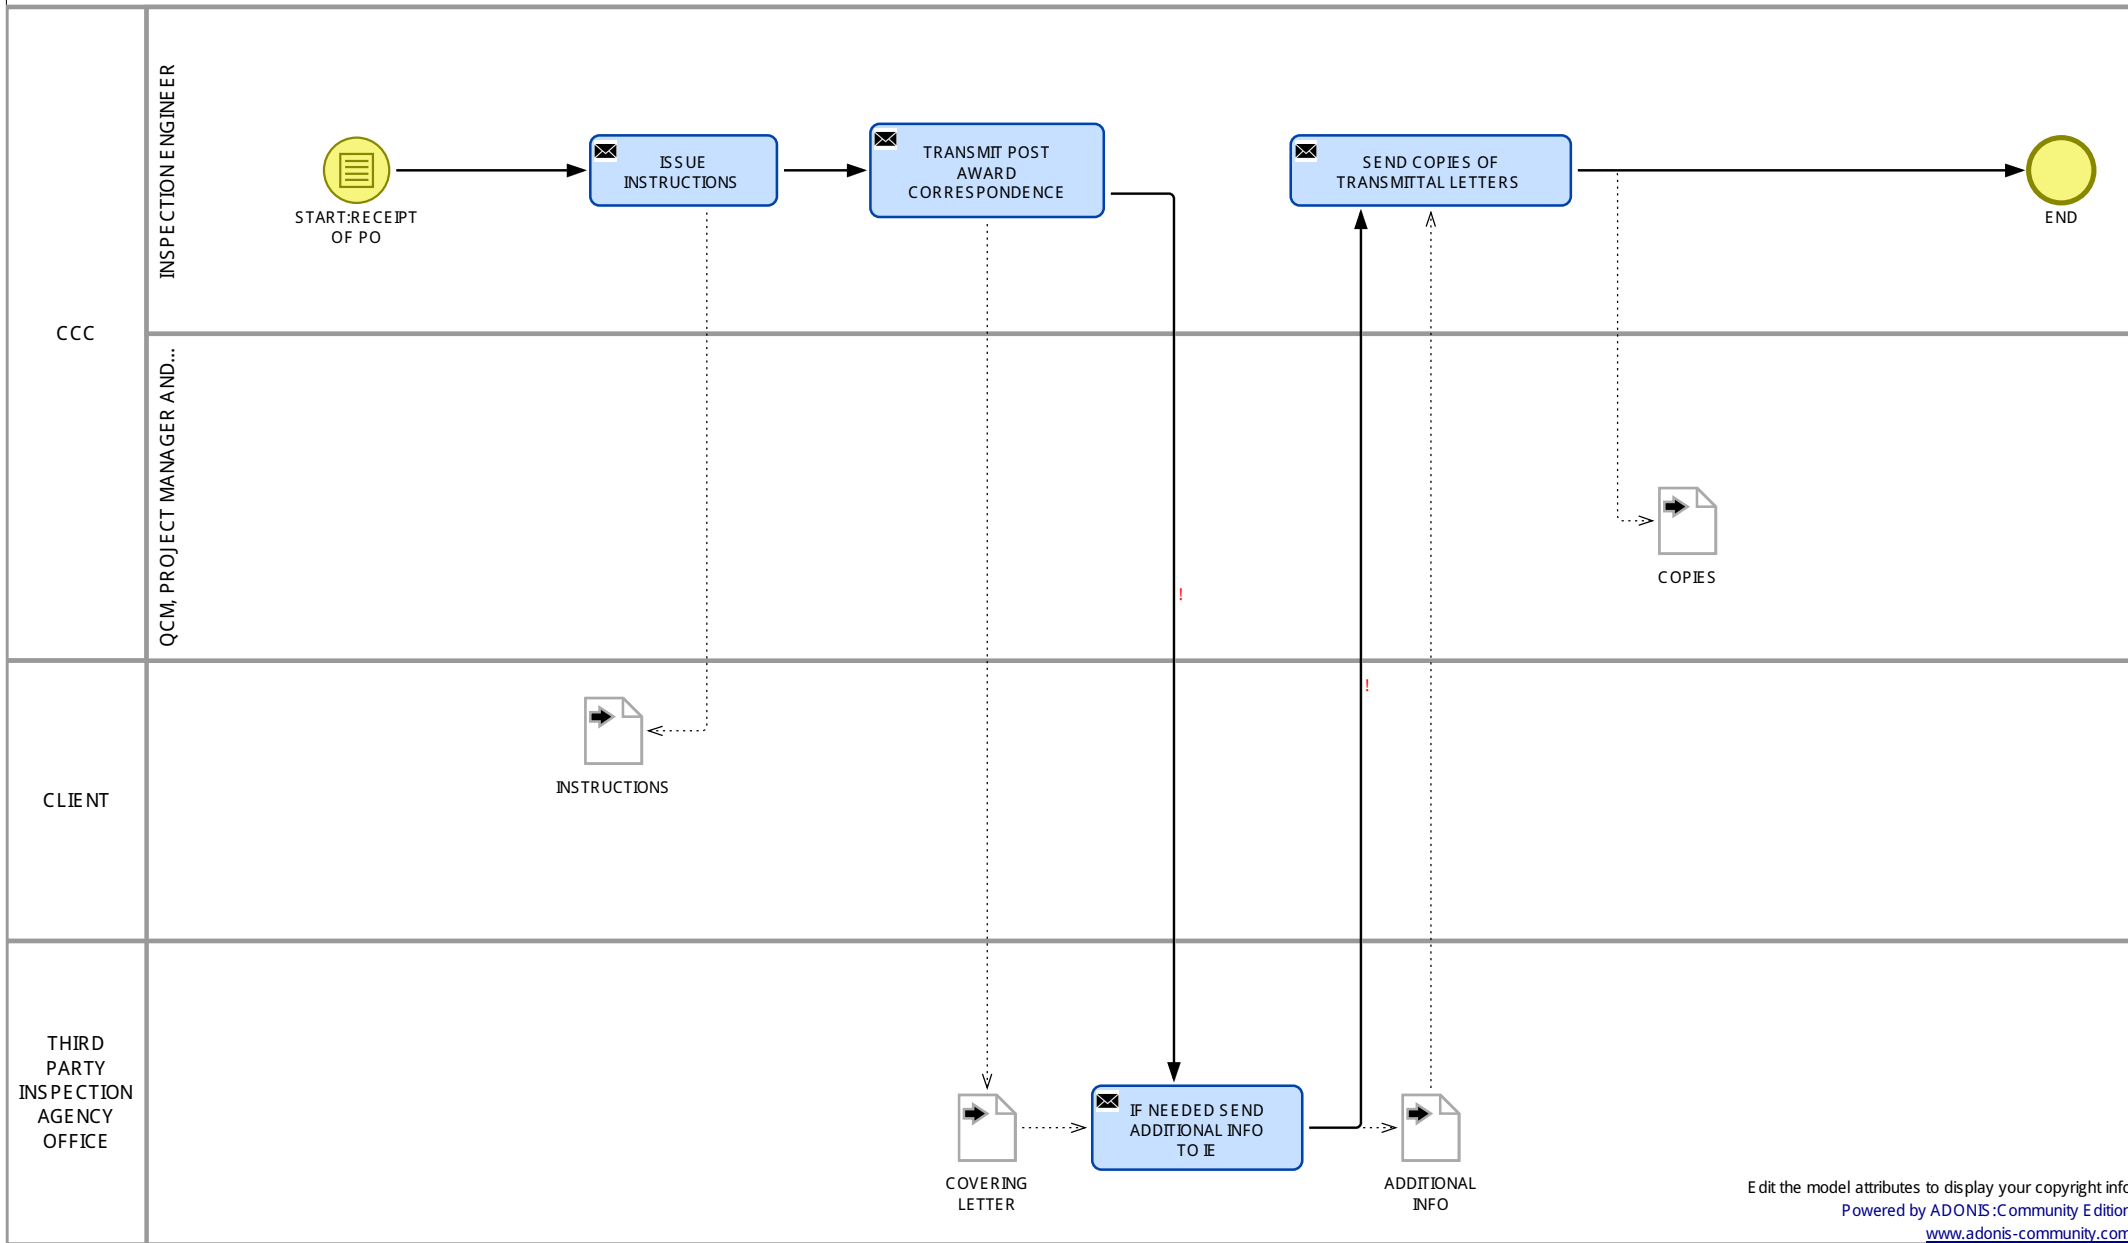 CCC
INSPECTION ENGINEER
START:RECEIPT
OF PO
ISSUE
INSTRUCTIONS
TRANSMIT POST
AWARD
CORRESPONDENCE
SEND COPIES OF
TRANSMITTAL LETTERS
END
QCM, PROJECT MANAGER AND...
!
COPIES
CLIENT
!
INSTRUCTIONS
THIRD
PARTY
INSPECTION
AGENCY
OFFICE
COVERING
LETTER
IF NEEDED SEND
ADDITIONAL INFO
TO IE
ADDITIONAL
INFO
Edit the model attributes to display your copyright info
Powered by ADONIS:Community Edition
www.adonis-community.com